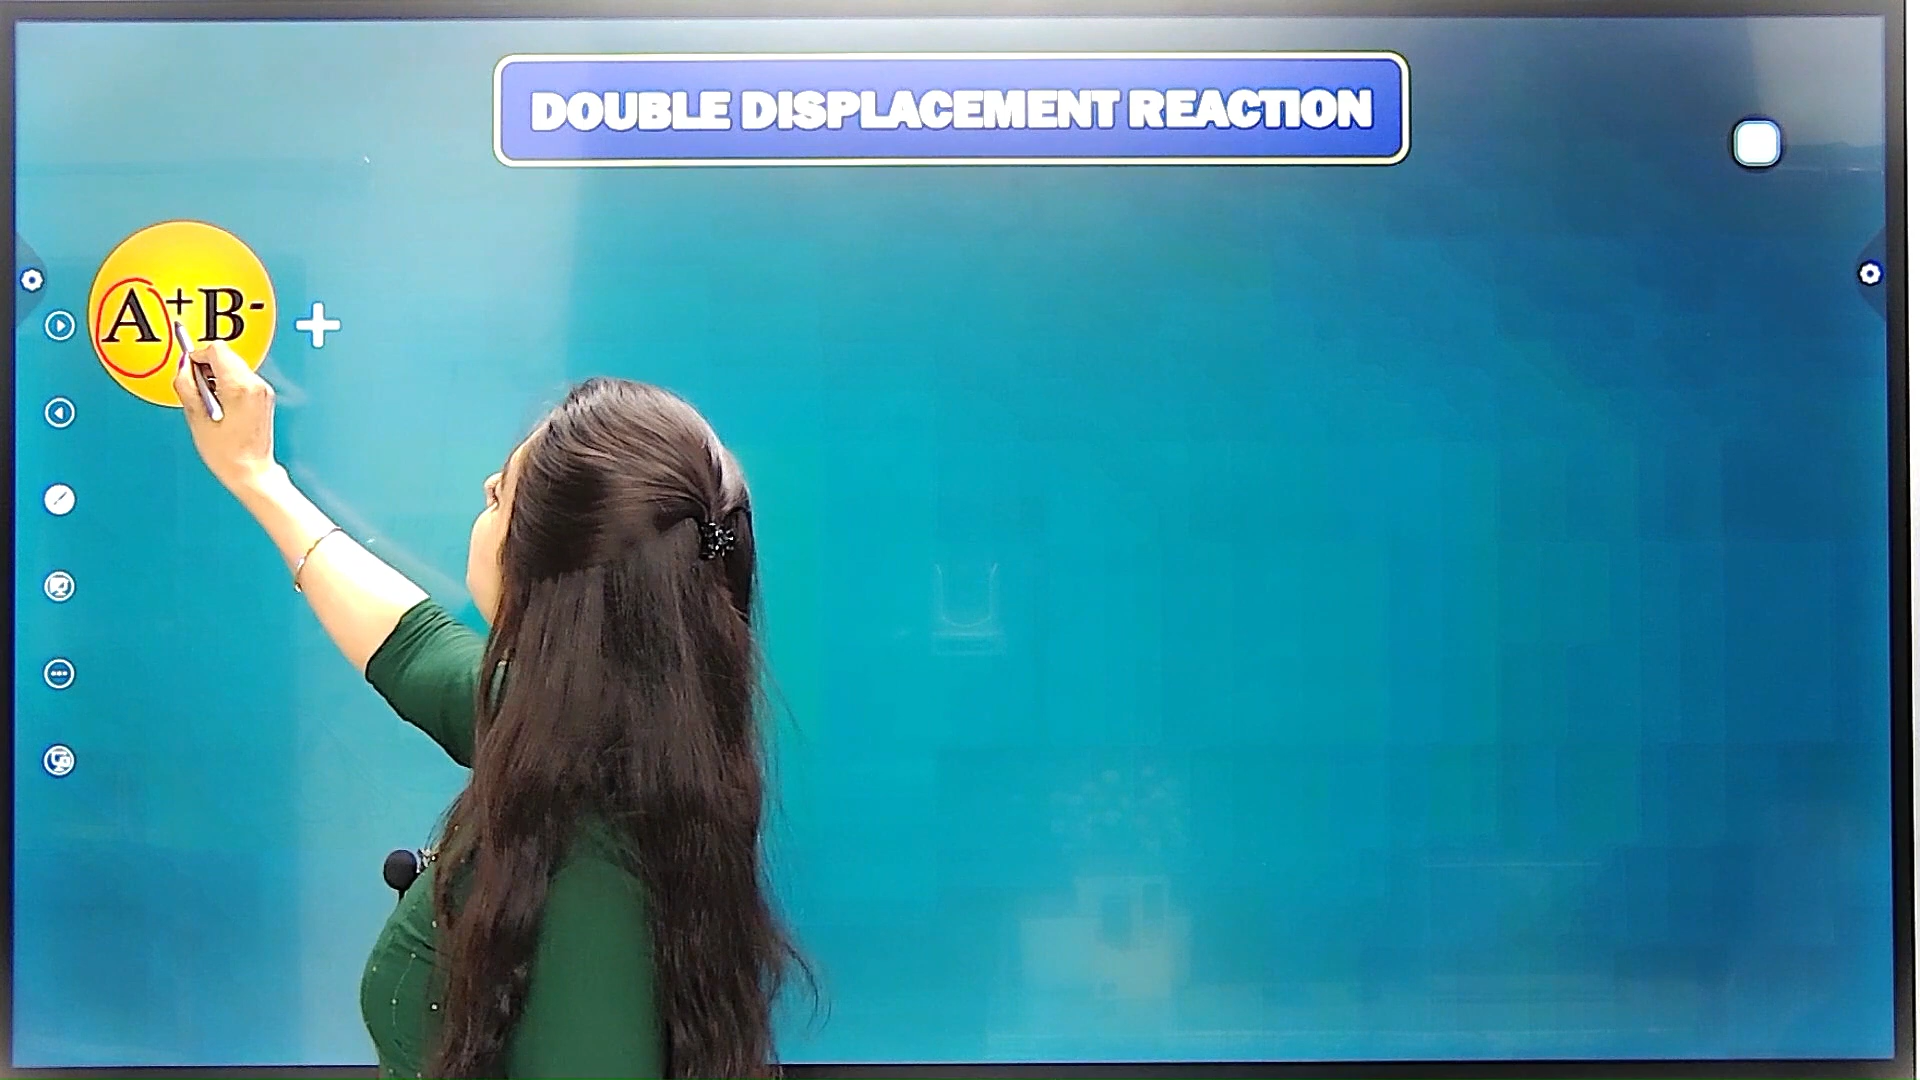 DOUBLE DISPLACEMENT REACTION
A⁺B⁻ +